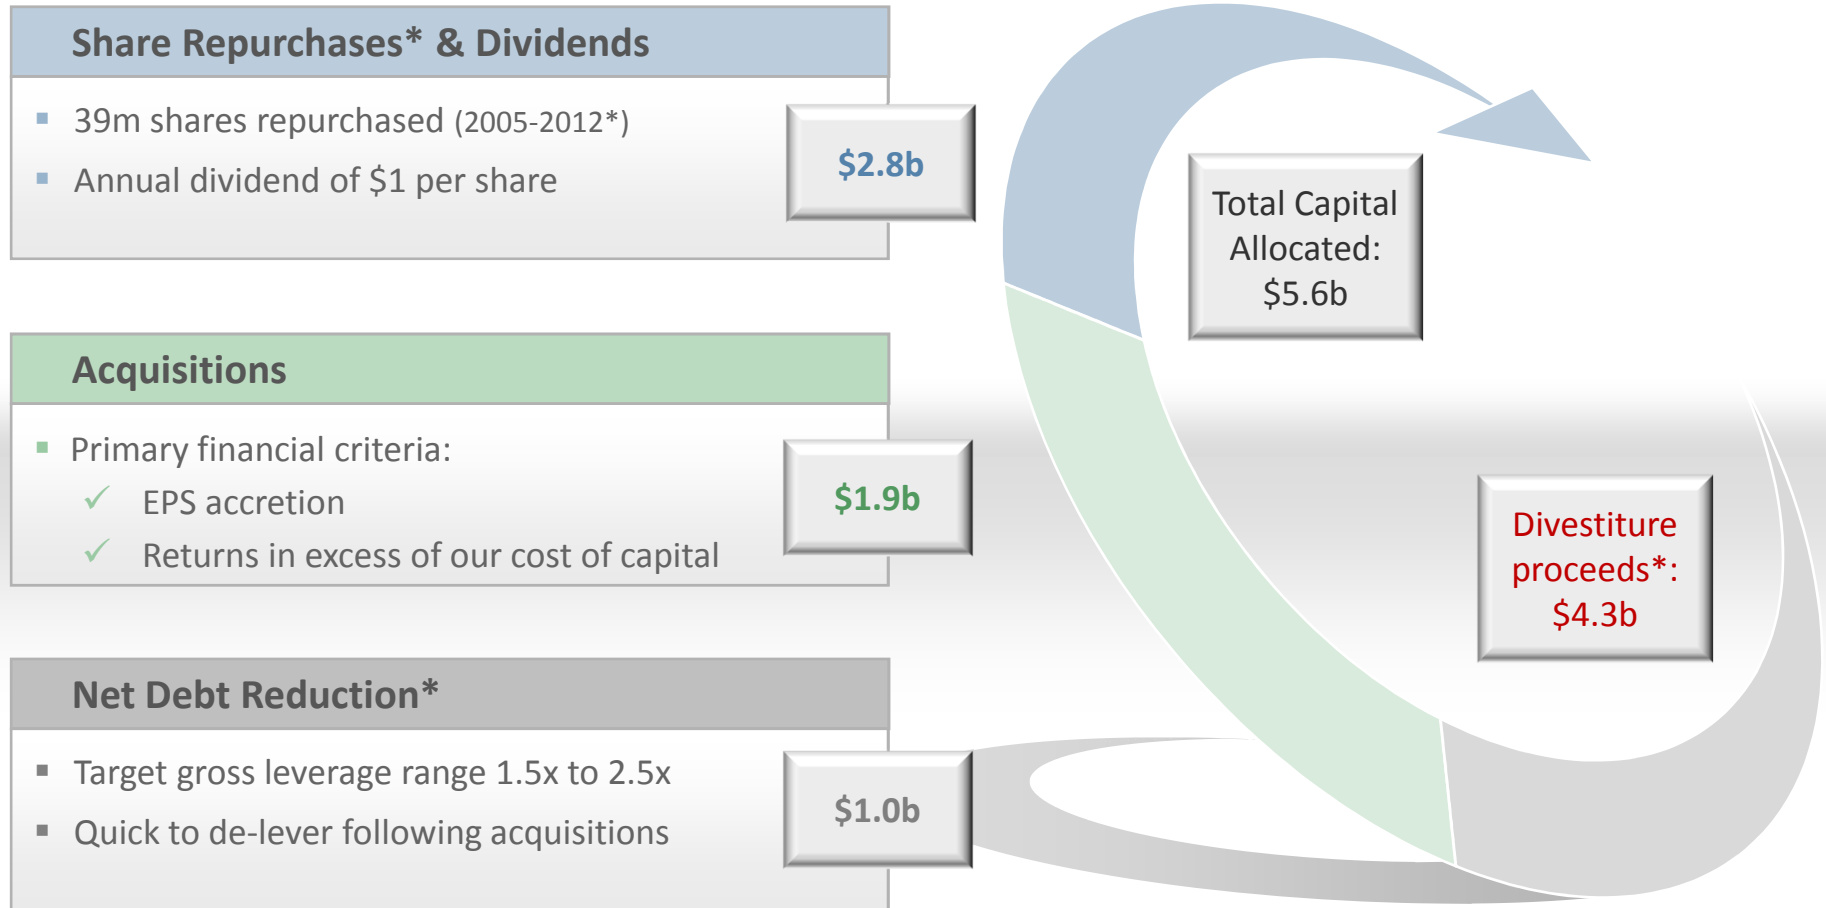 Share Repurchases* & Dividends
39m shares repurchased (2005-2012*)
Annual dividend of $1 per share
$2.8b
Acquisitions
Primary financial criteria:
EPS accretion
Returns in excess of our cost of capital
$1.9b
Net Debt Reduction*
Target gross leverage range 1.5x to 2.5x
Quick to de-lever following acquisitions
$1.0b
Total Capital
Allocated:
$5.6b
Divestiture
proceeds*:
$4.3b